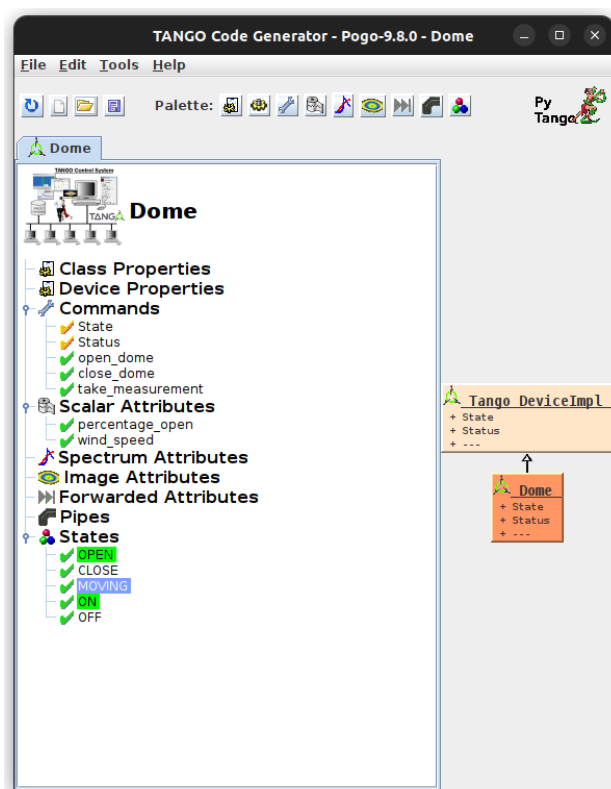 TANGO Code Generator - Pogo-9.8.0 - Dome
File Edit Tools Help
Palette:
Py
Tango
Dome
TANGO Control System
TANGO
Dome
Class Properties
Device Properties
Commands
State
Status
open_dome
close_dome
take_measurement
Scalar Attributes
percentage_open
wind_speed
Spectrum Attributes
Image Attributes
Forwarded Attributes
Pipes
States
OPEN
CLOSE
MOVING
ON
OFF
Tango DeviceImpl
+ State
+ Status
+ ---
Dome
+ State
+ Status
+ ---